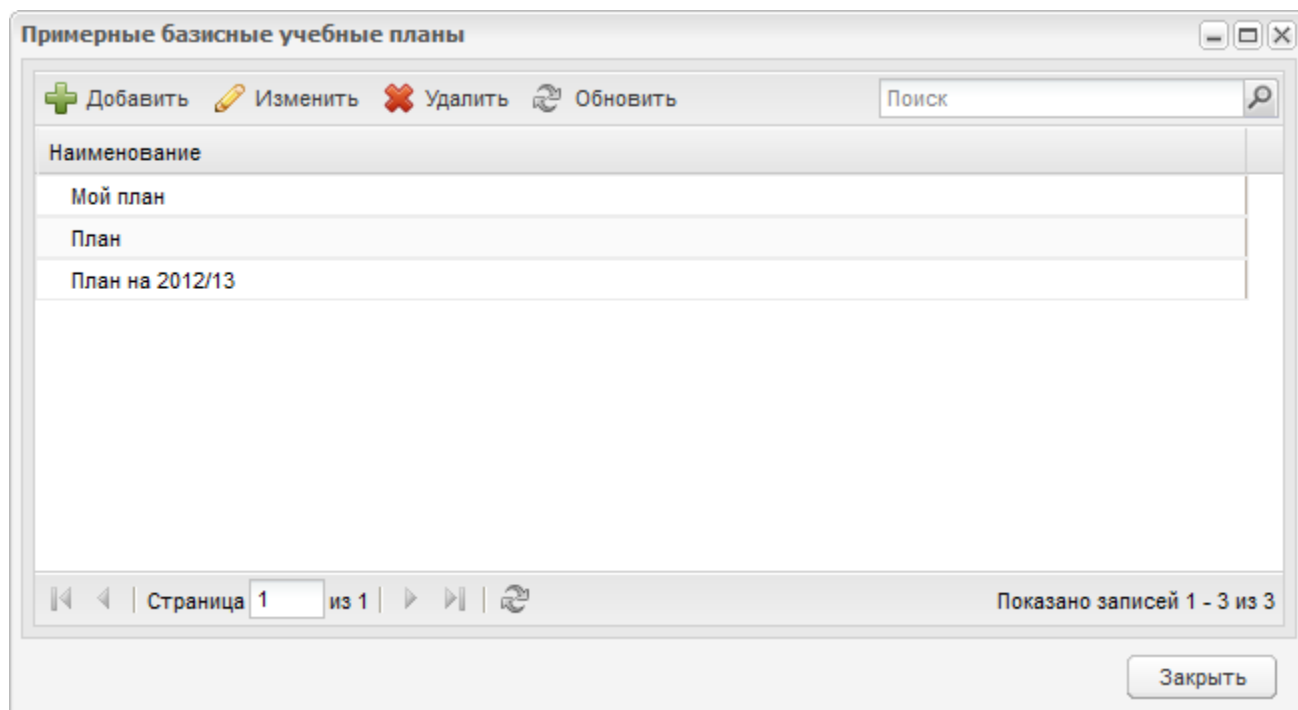 Примерные базисные учебные планы
Добавить Изменить Удалить Обновить Поиск
Наименование
Мой план
План
План на 2012/13
Страница 1 из 1 Показано записей 1 - 3 из 3
Закрыть